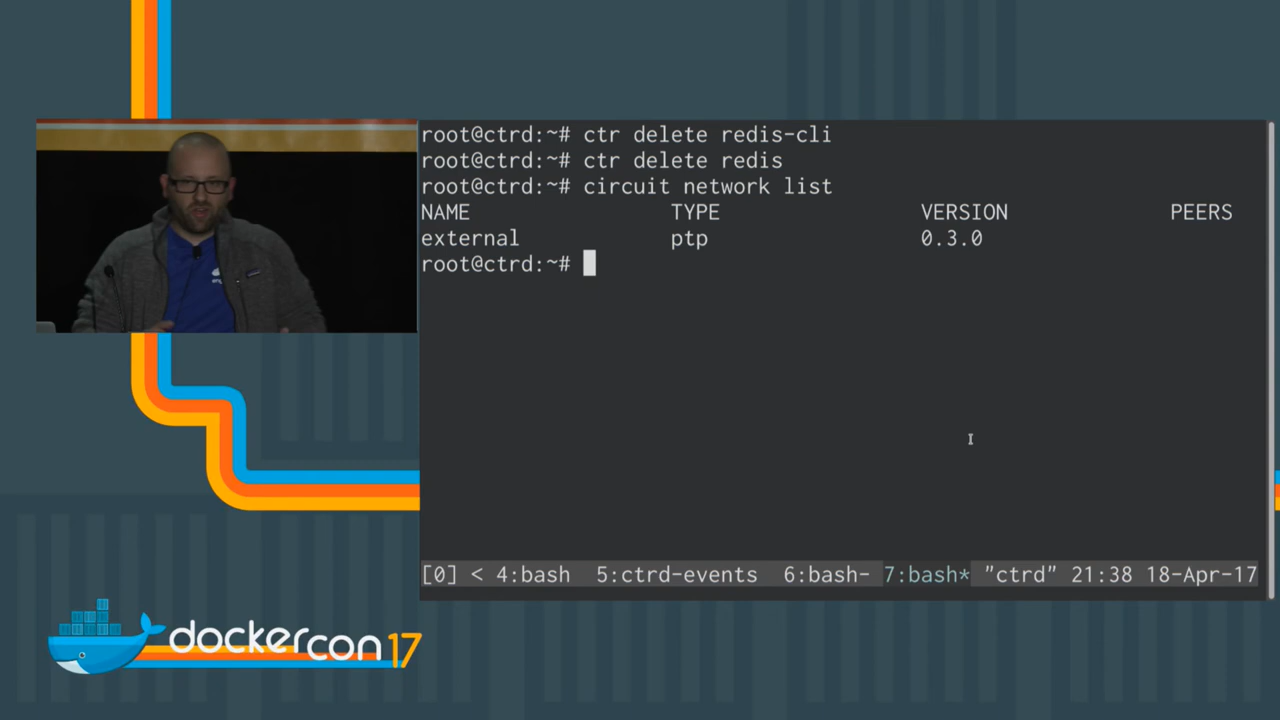 root@ctrd:~# ctr delete redis-cli
root@ctrd:~# ctr delete redis
root@ctrd:~# circuit network list
NAME TYPE VERSION PEERS
external ptp 0.3.0
root@ctrd:~#
[0] < 4:bash 5:ctrd-events 6:bash- 7:bash* "ctrd" 21:38 18-Apr-17
dockercon 17